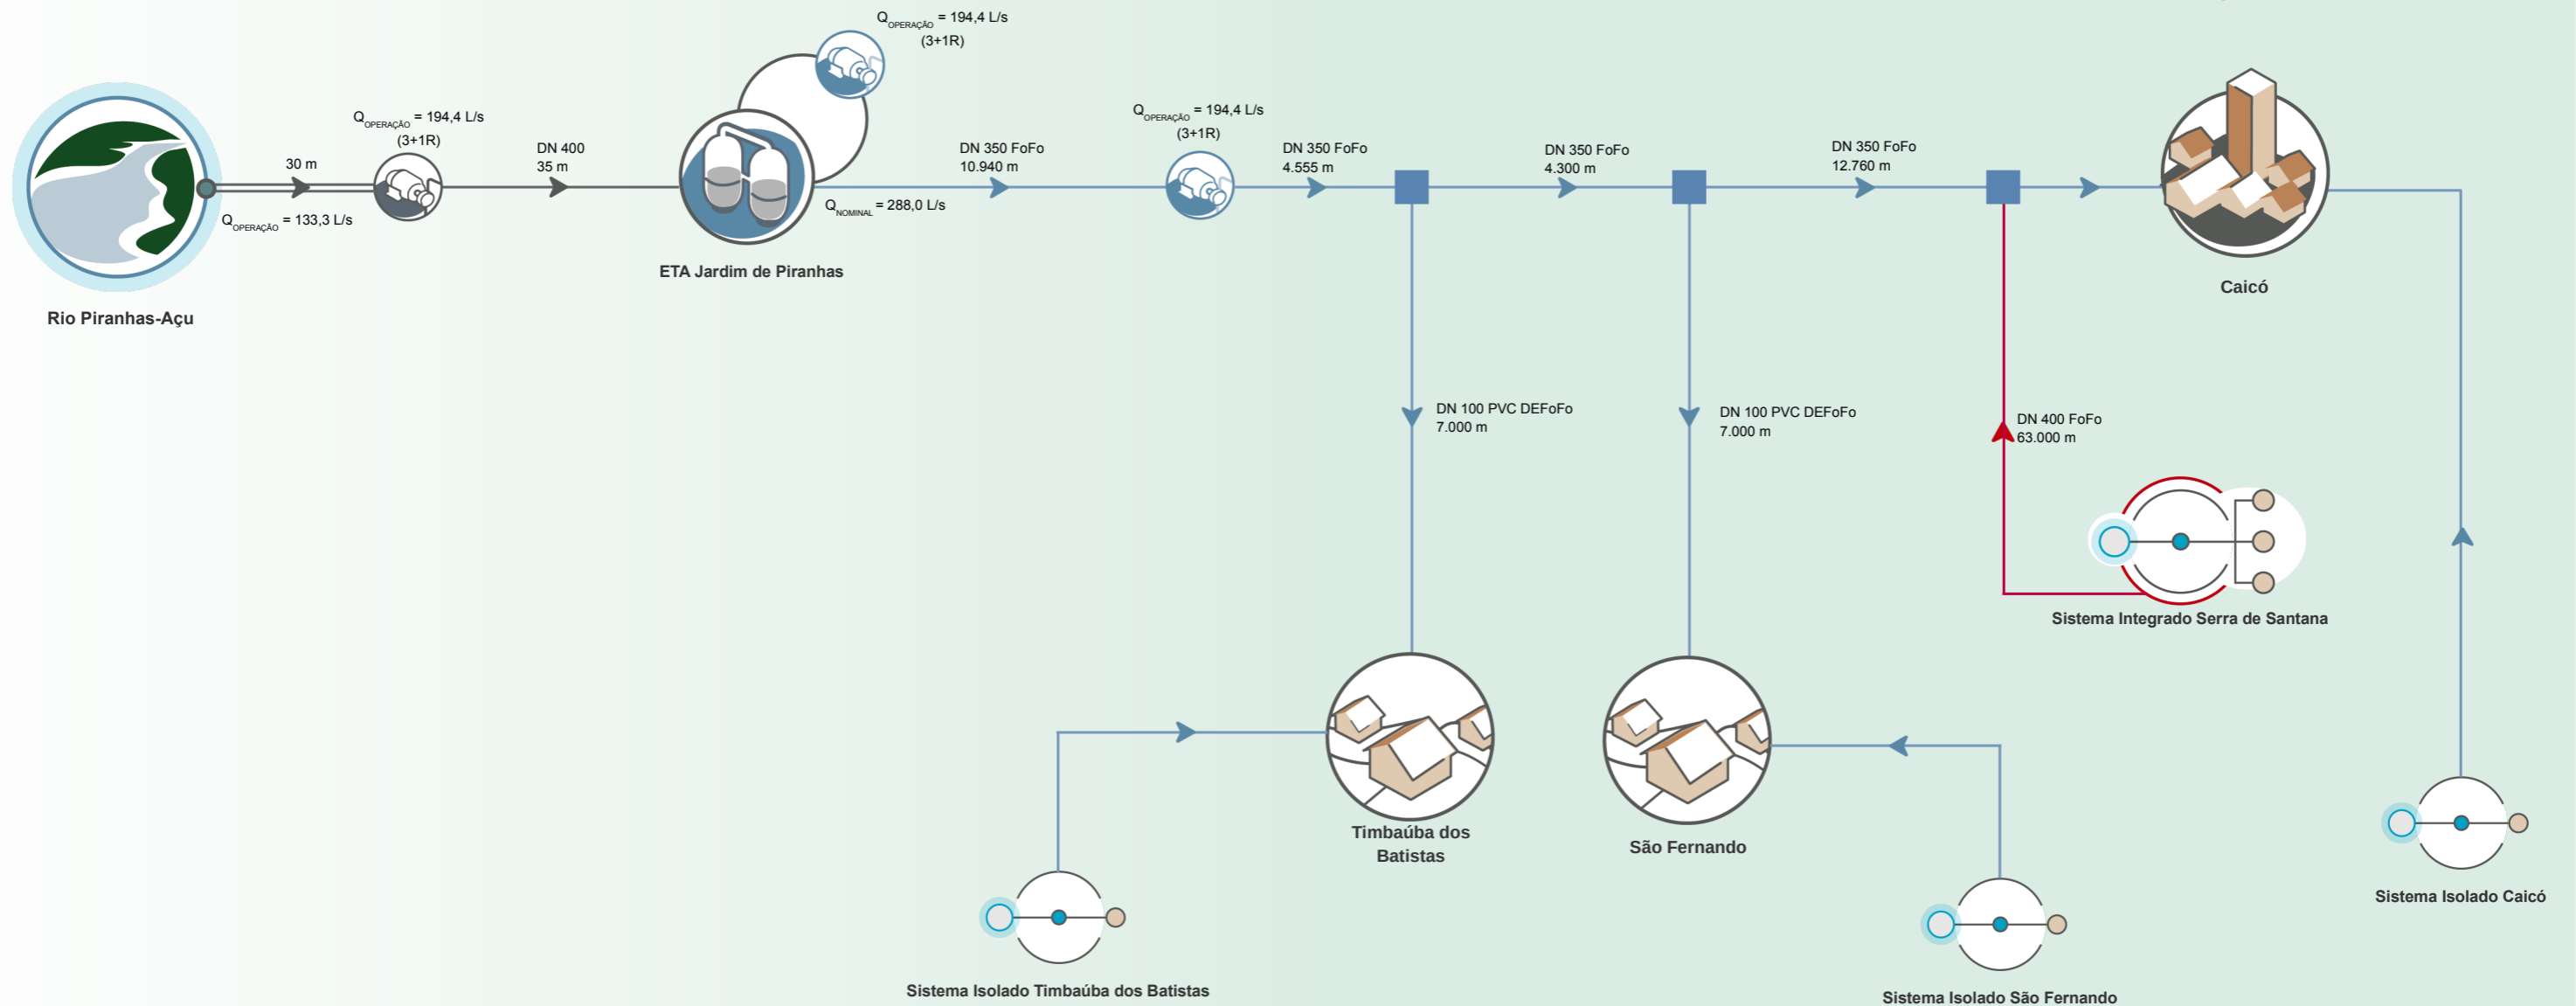 Q OPERAÇÃO = 194,4 L/s
(3+1R)
Q OPERAÇÃO = 194,4 L/s
(3+1R)
Q OPERAÇÃO = 194,4 L/s
(3+1R)
30 m
DN 400
35 m
DN 350 FoFo
10.940 m
DN 350 FoFo
4.555 m
DN 350 FoFo
4.300 m
DN 350 FoFo
12.760 m
Q OPERAÇÃO = 133,3 L/s
Q NOMINAL = 288,0 L/s
ETA Jardim de Piranhas
Caicó
Rio Piranhas-Açu
DN 100 PVC DEFoFo
7.000 m
DN 100 PVC DEFoFo
7.000 m
DN 400 FoFo
63.000 m
Sistema Integrado Serra de Santana
Timbaúba dos
Batistas
São Fernando
Sistema Isolado Caicó
Sistema Isolado Timbaúba dos Batistas
Sistema Isolado São Fernando